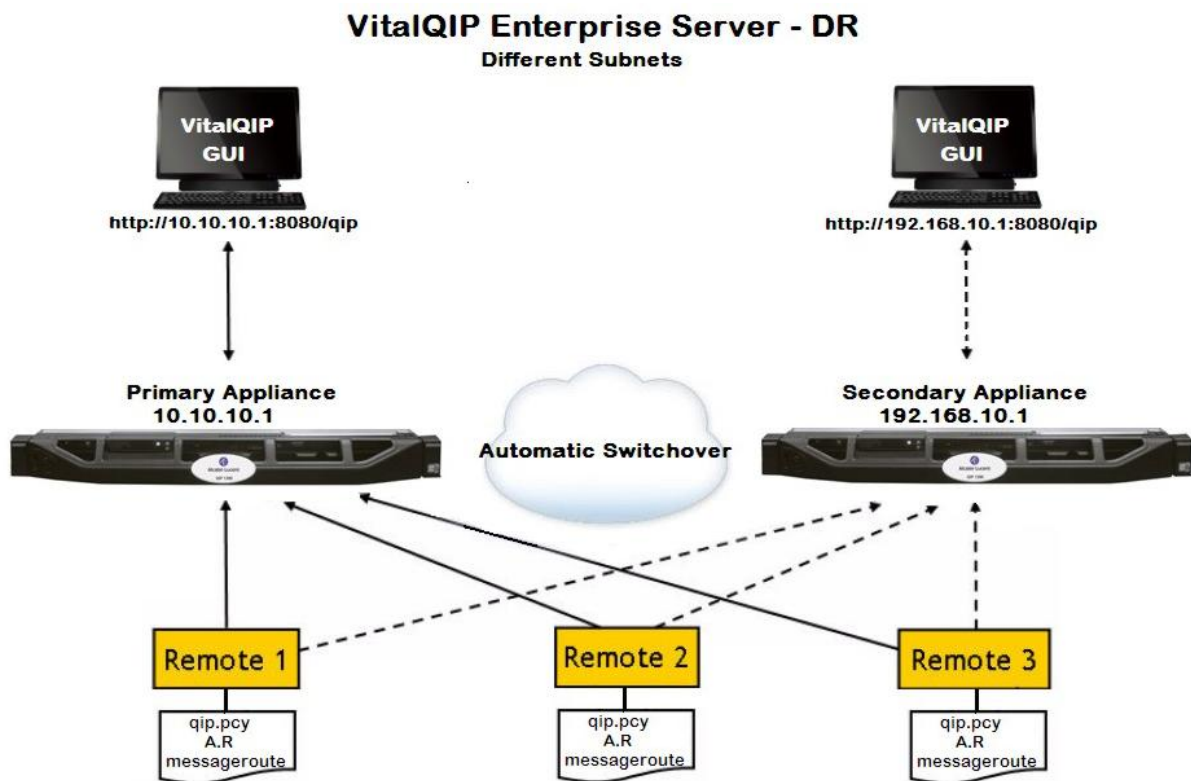 VitalQIP Enterprise Server - DR
Different Subnets
VitalQIP
GUI
http://10.10.10.1:8080/qip
VitalQIP
GUI
http://192.168.10.1:8080/qip
Primary Appliance
10.10.10.1
Automatic Switchover
Secondary Appliance
192.168.10.1
Remote 1
qip.pcy
A.R
messageroute
Remote 2
qip.pcy
A.R
messageroute
Remote 3
qip.pcy
A.R
messageroute